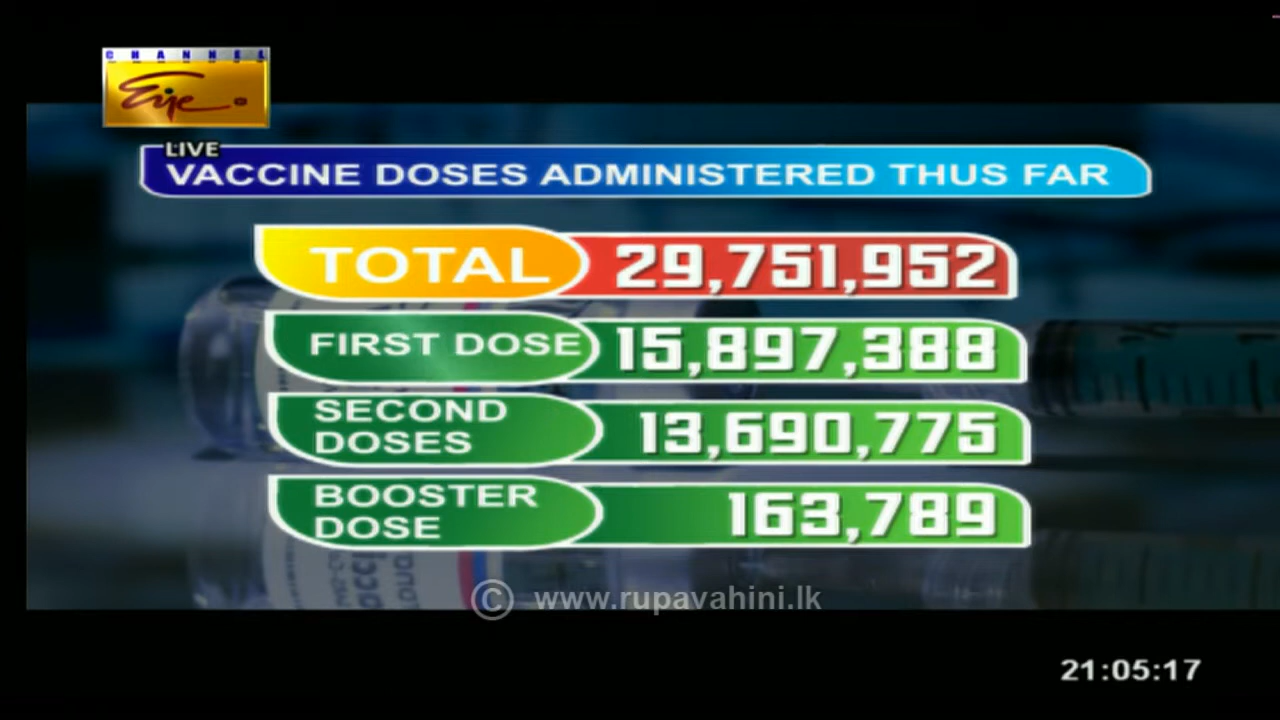 CHANNEL
Eye
LIVE
VACCINE DOSES ADMINISTERED THUS FAR
TOTAL 29,751,952
FIRST DOSE 15,897,388
SECOND DOSES 13,690,775
BOOSTER DOSE 163,789
© www.rupavahini.lk
21:05:17